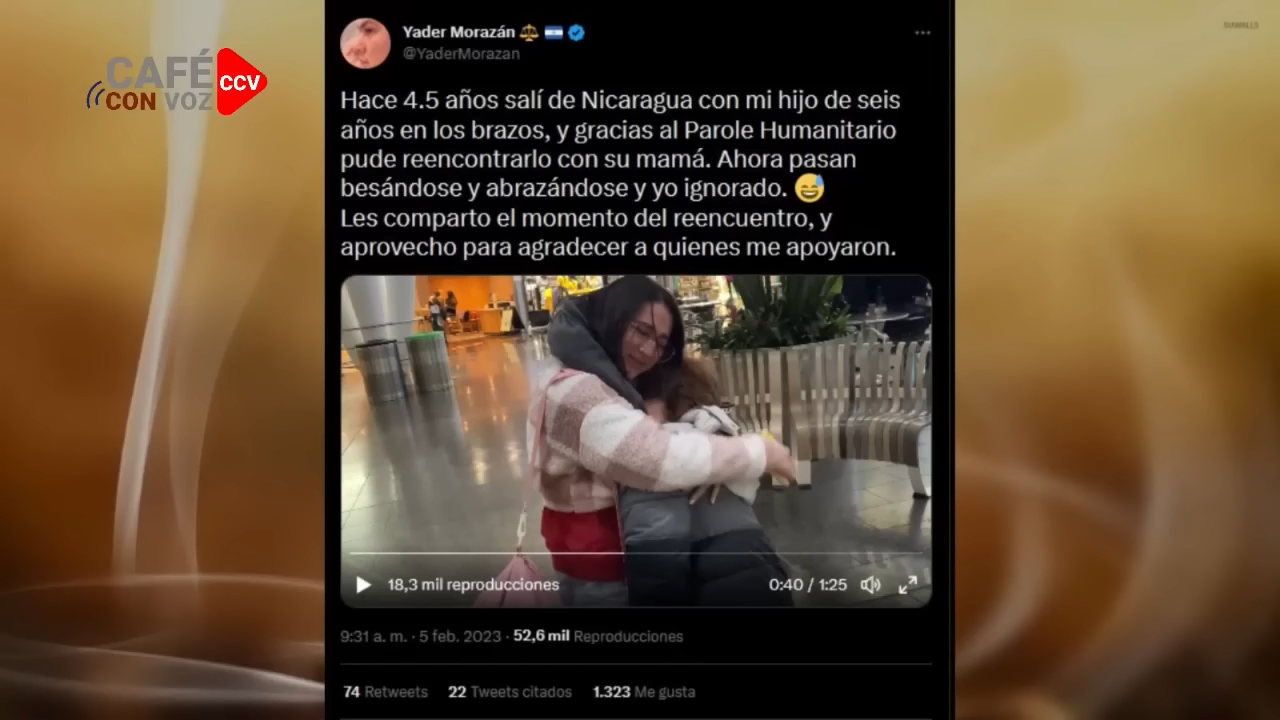 CAFÉ
CON VOZ
CCV
Yader Morazán
@YaderMorazan
Hace 4.5 años salí de Nicaragua con mi hijo de seis
años en los brazos, y gracias al Parole Humanitario
pude reencontrarlo con su mamá. Ahora pasan
besándose y abrazándose y yo ignorado. 😅
Les comparto el momento del reencuentro, y
aprovecho para agradecer a quienes me apoyaron.
18,3 mil reproducciones
0:40 / 1:25
9:31 a. m. · 5 feb. 2023 · 52,6 mil Reproducciones
74 Retweets 22 Tweets citados 1.323 Me gusta